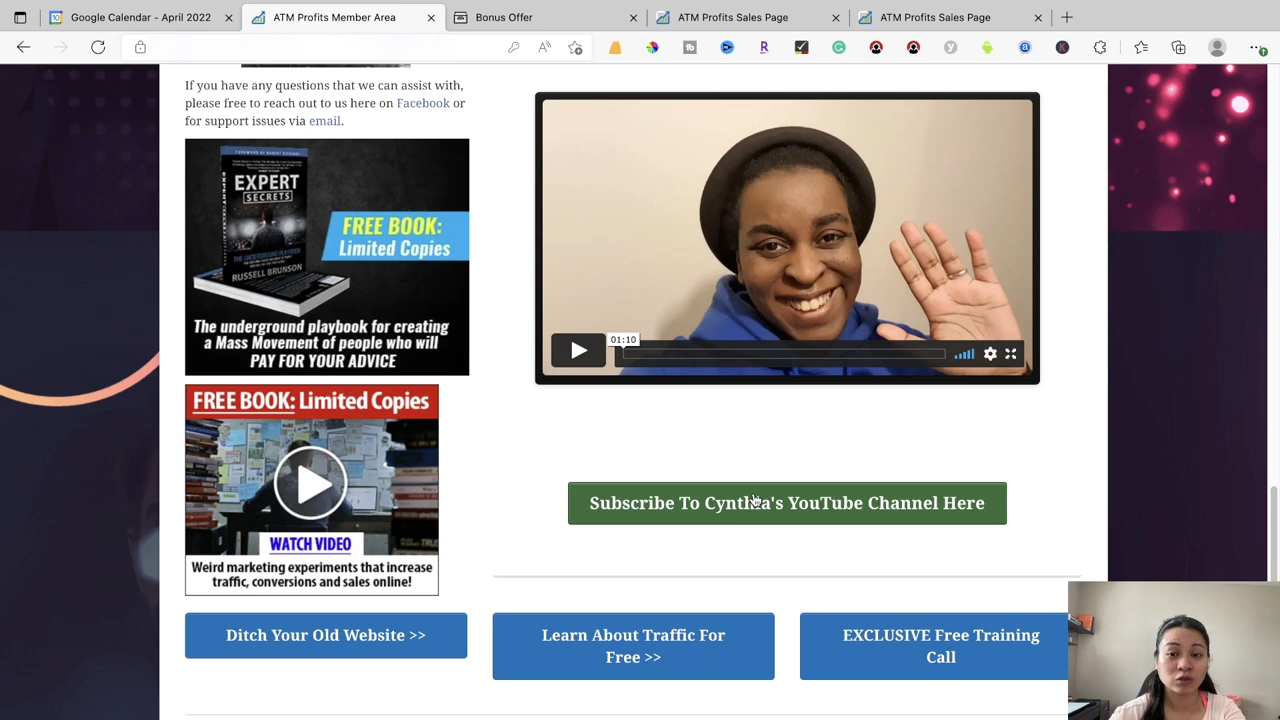 Google Calendar - April 2022
ATM Profits Member Area
Bonus Offer
ATM Profits Sales Page
ATM Profits Sales Page
If you have any questions that we can assist with,
please free to reach out to us here on Facebook or
for support issues via email.
EXPERT
SECRETS
THE UNDERGROUND PLAYBOOK
RUSSELL BRUNSON
FREE BOOK:
Limited Copies
The underground playbook for creating
a Mass Movement of people who will
PAY FOR YOUR ADVICE
FREE BOOK: Limited Copies
WATCH VIDEO
Weird marketing experiments that increase
traffic, conversions and sales online!
01:10
Subscribe To Cynthia's YouTube Channel Here
Ditch Your Old Website >>
Learn About Traffic For
Free >>
EXCLUSIVE Free Training
Call